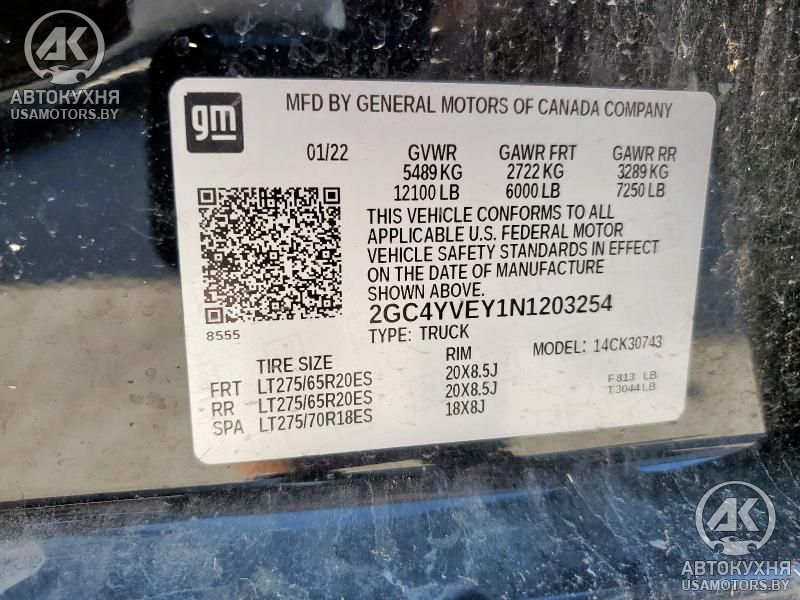 AK
АВТОКУХНЯ
USAMOTORS.BY
gm
MFD BY GENERAL MOTORS OF CANADA COMPANY
01/22 GVWR GAWR FRT GAWR RR
5489 KG 2722 KG 3289 KG
12100 LB 6000 LB 7250 LB
THIS VEHICLE CONFORMS TO ALL
APPLICABLE U.S. FEDERAL MOTOR
VEHICLE SAFETY STANDARDS IN EFFECT
ON THE DATE OF MANUFACTURE
SHOWN ABOVE.
2GC4YVEY1N1203254
8555 TYPE: TRUCK MODEL: 14CK30743
TIRE SIZE RIM
FRT LT275/65R20ES 20X8.5J
RR LT275/65R20ES 20X8.5J
SPA LT275/70R18ES 18X8J
F813 LB
T3044LB
AK
АВТОКУХНЯ
USAMOTORS.BY